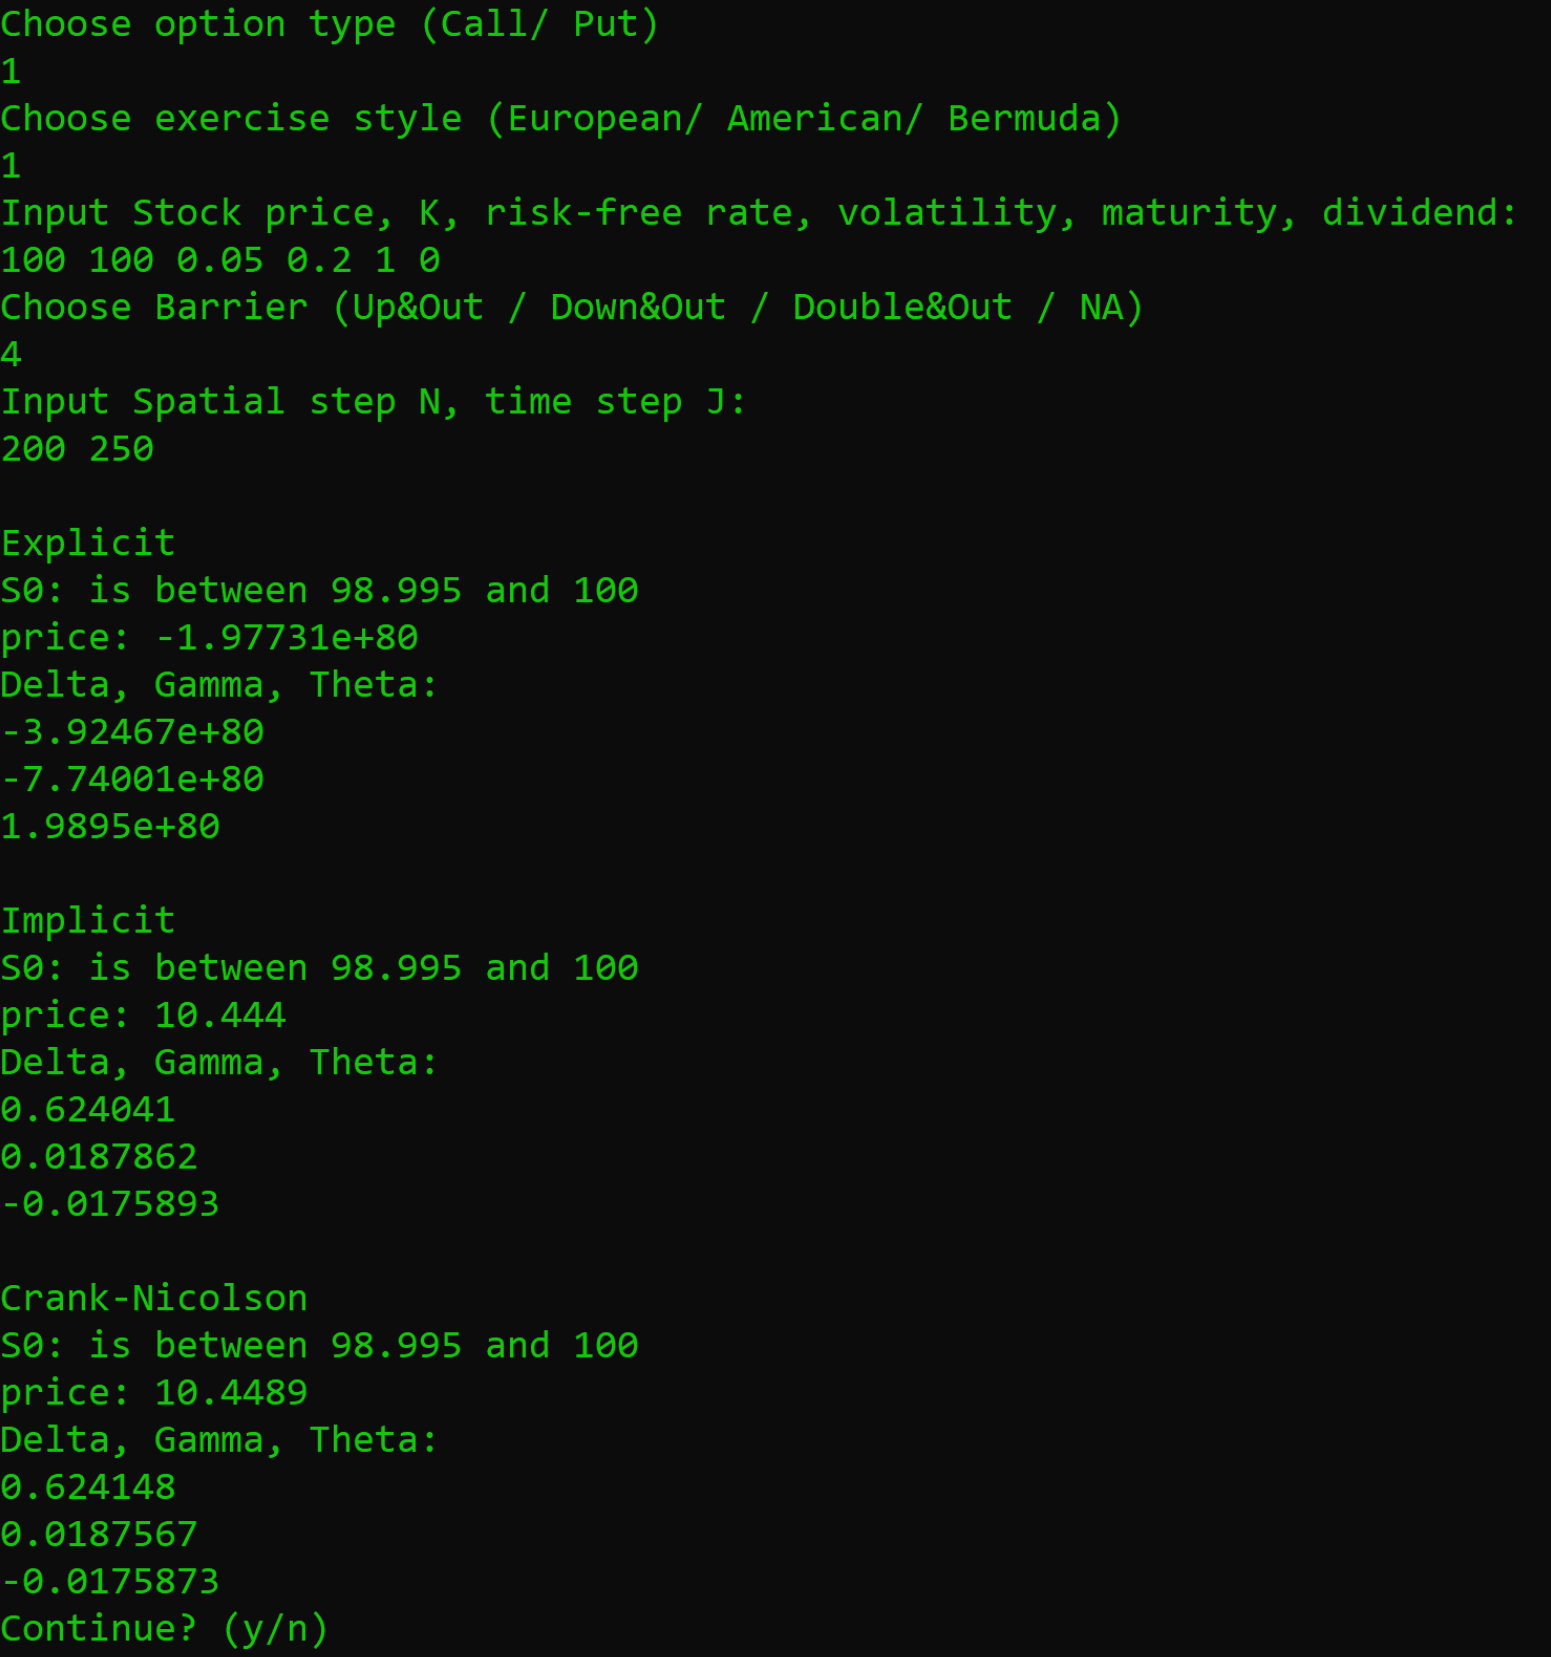 Choose option type (Call/ Put)
1
Choose exercise style (European/ American/ Bermuda)
1
Input Stock price, K, risk-free rate, volatility, maturity, dividend:
100 100 0.05 0.2 1 0
Choose Barrier (Up&Out / Down&Out / Double&Out / NA)
4
Input Spatial step N, time step J:
200 250

Explicit
S0: is between 98.995 and 100
price: -1.97731e+80
Delta, Gamma, Theta:
-3.92467e+80
-7.74001e+80
1.9895e+80

Implicit
S0: is between 98.995 and 100
price: 10.444
Delta, Gamma, Theta:
0.624041
0.0187862
-0.0175893

Crank-Nicolson
S0: is between 98.995 and 100
price: 10.4489
Delta, Gamma, Theta:
0.624148
0.0187567
-0.0175873
Continue? (y/n)